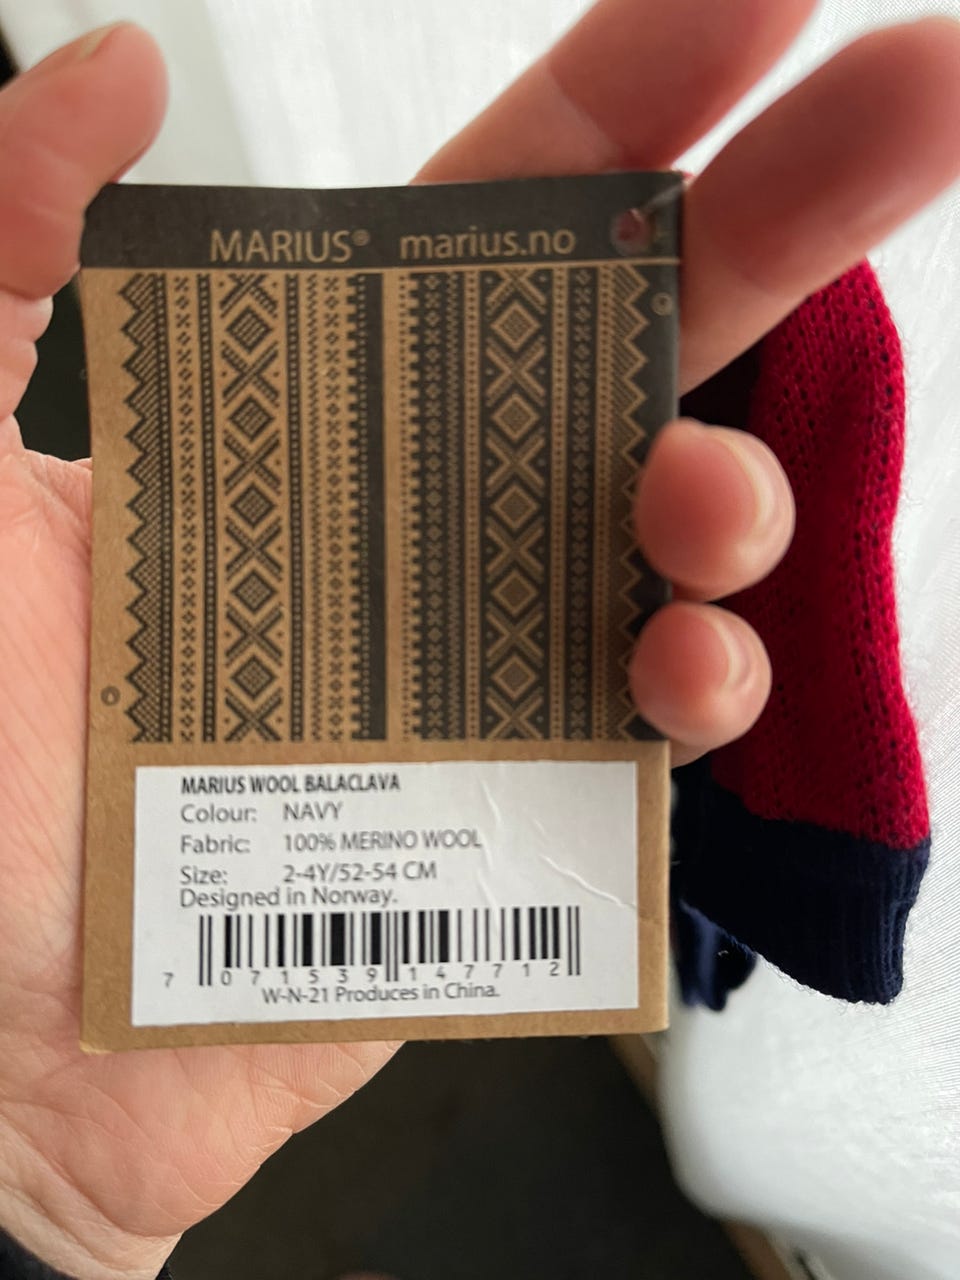 MARIUS® marius.no
MARIUS WOOL BALACLAVA
Colour: NAVY
Fabric: 100% MERINO WOOL
Size: 2-4Y/52-54 CM
Designed in Norway.
7 071539 147712
W-N-21 Produces in China.